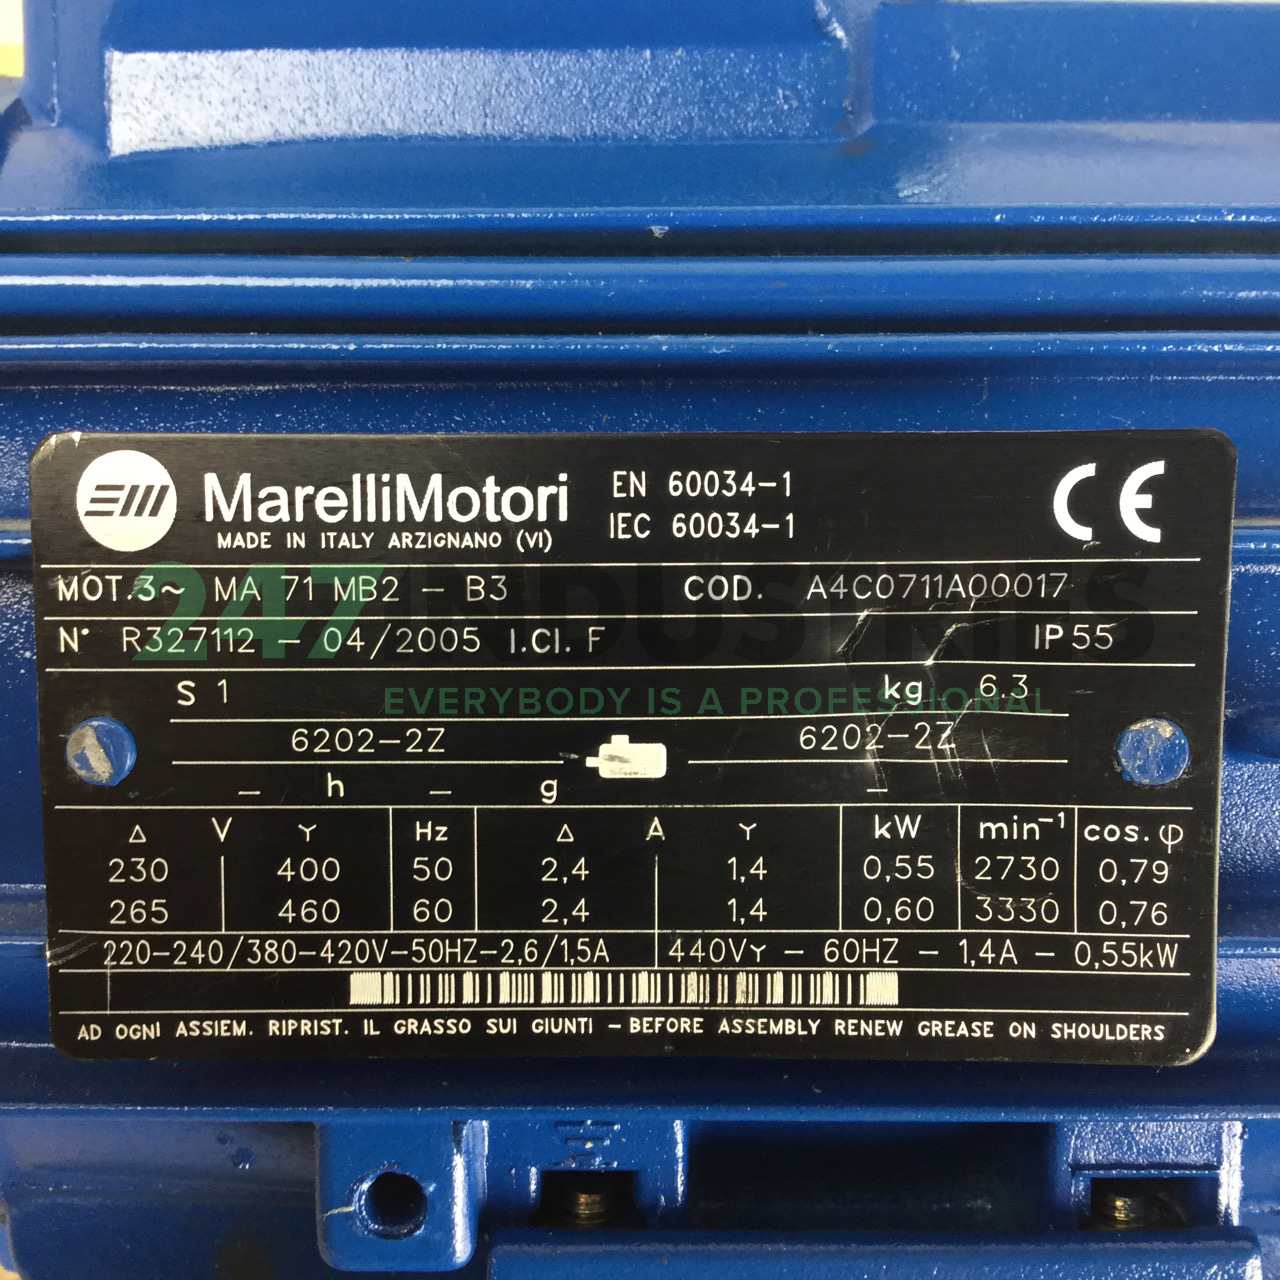 MarelliMotori
MADE IN ITALY ARZIGNANO (VI)
EN 60034-1
IEC 60034-1
CE
MOT.3~ MA 71 MB2 - B3 COD. A4C0711A00017
N° R327112 - 04/2005 I.Cl. F IP55
247 INDUSTRIES
S 1 kg 6.3
EVERYBODY IS A PROFESSIONAL
6202-2Z 6202-2Z
- h - g -
Δ V Y Hz Δ A Y kW min⁻¹ cos.φ
230 400 50 2,4 1,4 0,55 2730 0,79
265 460 60 2,4 1,4 0,60 3330 0,76
220-240/380-420V-50HZ-2,6/1,5A 440VY - 60HZ - 1,4A - 0,55kW
AD OGNI ASSIEM. RIPRIST. IL GRASSO SUI GIUNTI - BEFORE ASSEMBLY RENEW GREASE ON SHOULDERS